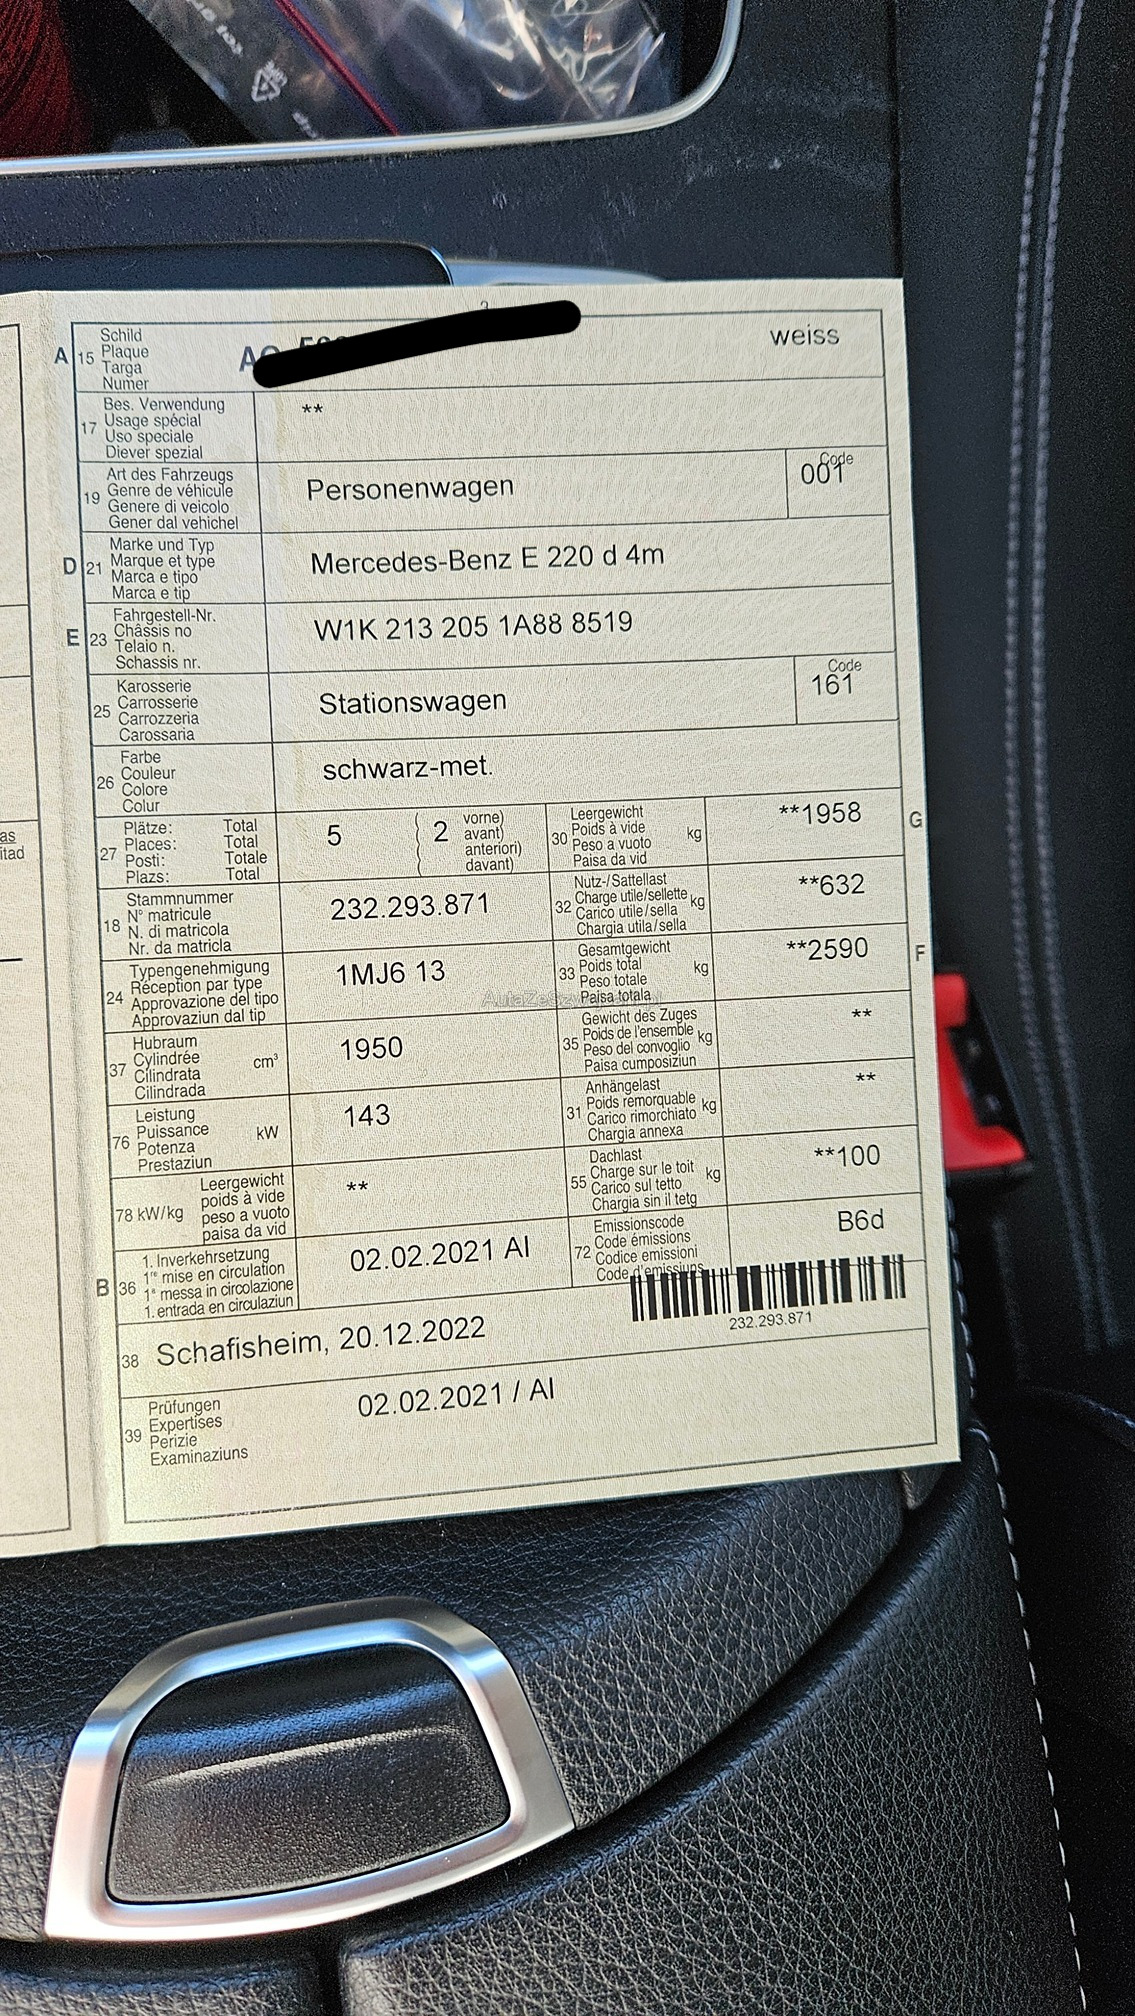 3
A 15 Schild
Plaque
Targa
Numer
weiss
17 Bes. Verwendung
Usage spécial
Uso speciale
Diever spezial
**
19 Art des Fahrzeugs
Genre de véhicule
Genere di veicolo
Gener dal vehichel
Personenwagen
Code
001
D 21 Marke und Typ
Marque et type
Marca e tipo
Marca e tip
Mercedes-Benz E 220 d 4m
E 23 Fahrgestell-Nr.
Châssis no
Telaio n.
Schassis nr.
W1K 213 205 1A88 8519
25 Karosserie
Carrosserie
Carrozzeria
Carossaria
Stationswagen
Code
161
26 Farbe
Couleur
Colore
Colur
schwarz-met.
27 Plätze: Total
Places: Total
Posti: Totale
Plazs: Total
5 ( 2 vorne)
avant)
anteriori)
davant)
30 Leergewicht
Poids à vide
Peso a vuoto
Paisa da vid
kg
**1958
G
18 Stammnummer
N° matricule
N. di matricola
Nr. da matricla
232.293.871
32 Nutz-/Sattellast
Charge utile/sellette
Carico utile/sella
Chargia utila/sella
kg
**632
24 Typengenehmigung
Réception par type
Approvazione del tipo
Approvaziun dal tip
1MJ6 13
33 Gesamtgewicht
Poids total
Peso totale
Paisa totala
kg
**2590
F
37 Hubraum
Cylindrée
Cilindrata
Cilindrada
cm³
1950
35 Gewicht des Zuges
Poids de l'ensemble
Peso del convoglio
Paisa cumposiziun
kg
**
76 Leistung
Puissance
Potenza
Prestaziun
kW
143
31 Anhängelast
Poids remorquable
Carico rimorchiato
Chargia annexa
kg
**
78 kW/kg Leergewicht
poids à vide
peso a vuoto
paisa da vid
**
55 Dachlast
Charge sur le toit
Carico sul tetto
Chargia sin il tetg
kg
**100
B 36 1. Inverkehrsetzung
1re mise en circulation
1a messa in circolazione
1. entrada en circulaziun
02.02.2021 AI
72 Emissionscode
Code émissions
Codice emissioni
Code d'emissiuns
B6d
232.293.871
38 Schafisheim, 20.12.2022
39 Prüfungen
Expertises
Perizie
Examinaziuns
02.02.2021 / AI